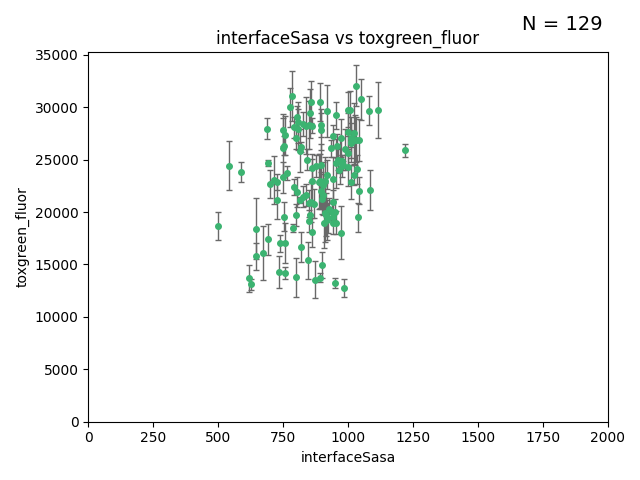 N = 129
interfaceSasa vs toxgreen_fluor
35000
30000
25000
20000
15000
10000
5000
0
toxgreen_fluor
0 250 500 750 1000 1250 1500 1750 2000
interfaceSasa